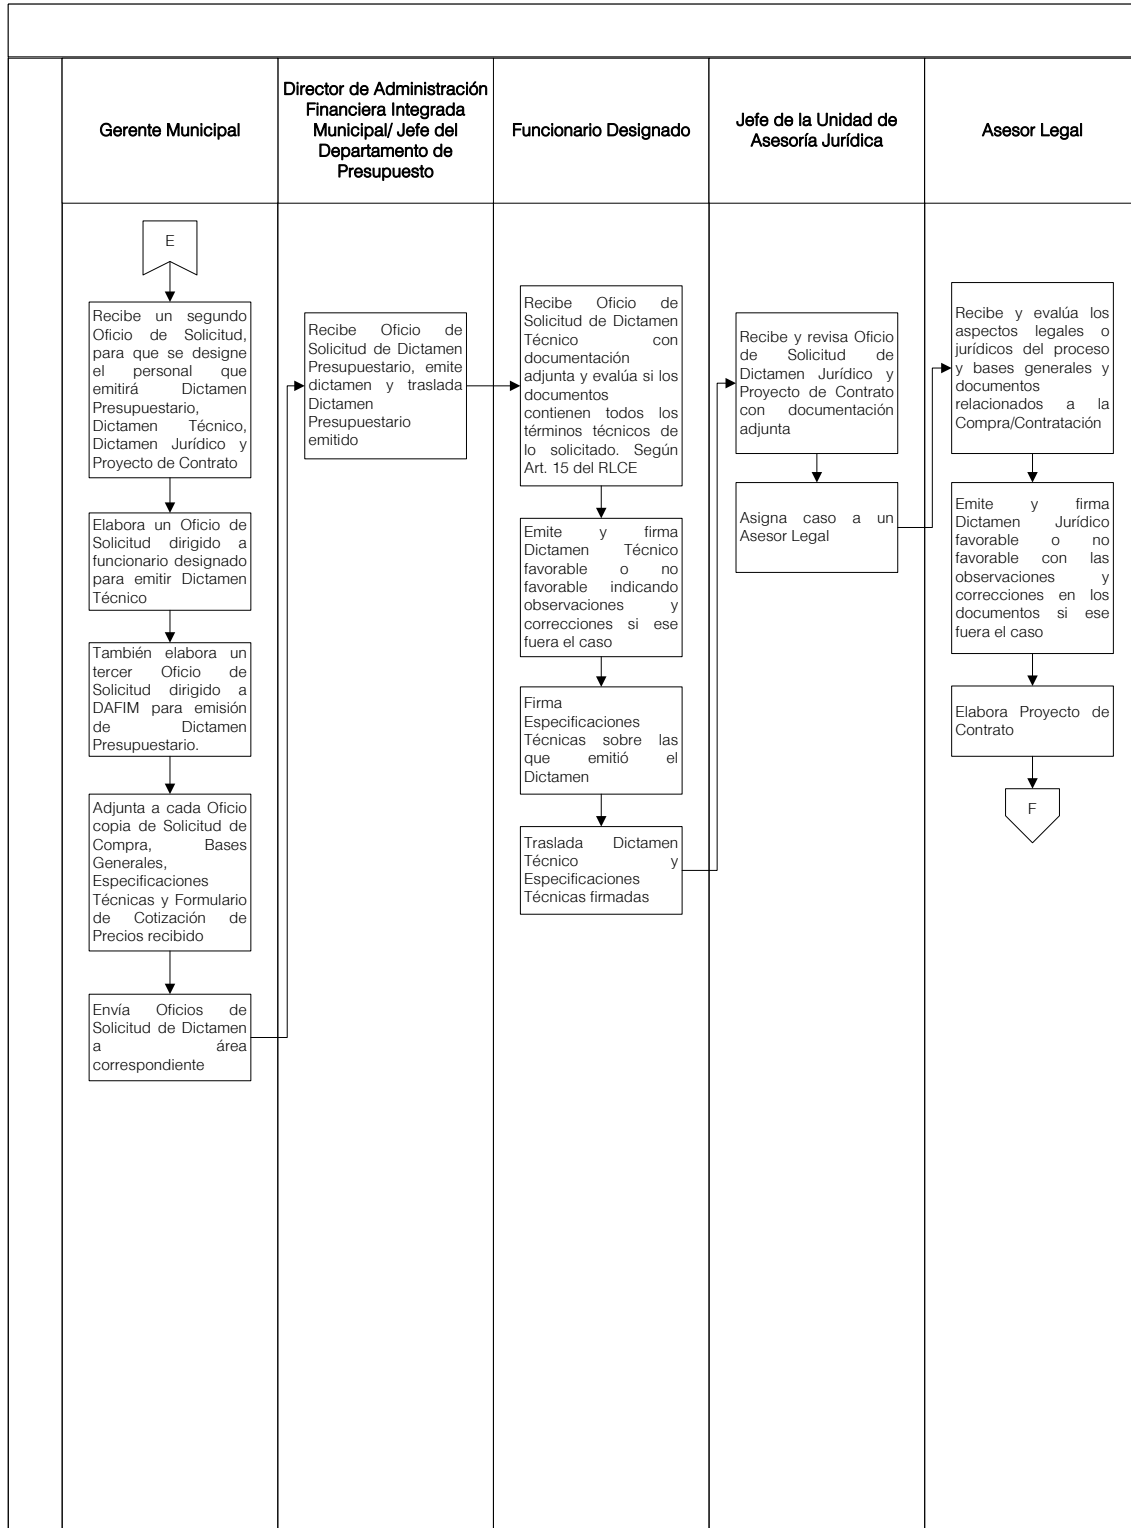 Gerente Municipal
Director de Administración
Financiera Integrada
Municipal/ Jefe del
Departamento de
Presupuesto
Funcionario Designado
Jefe de la Unidad de
Asesoría Jurídica
Asesor Legal
E
Recibe un segundo
Oficio de Solicitud,
para que se designe
el personal que
emitirá Dictamen
Presupuestario,
Dictamen Técnico,
Dictamen Jurídico y
Proyecto de Contrato
Elabora un Oficio de
Solicitud dirigido a
funcionario designado
para emitir Dictamen
Técnico
También elabora un
tercer Oficio de
Solicitud dirigido a
DAFIM para emisión
de Dictamen
Presupuestario.
Adjunta a cada Oficio
copia de Solicitud de
Compra, Bases
Generales,
Especificaciones
Técnicas y Formulario
de Cotización de
Precios recibido
Envía Oficios de
Solicitud de Dictamen
a área
correspondiente
Recibe Oficio de
Solicitud de Dictamen
Presupuestario, emite
dictamen y traslada
Dictamen
Presupuestario
emitido
Recibe Oficio de
Solicitud de Dictamen
Técnico con
documentación
adjunta y evalúa si los
documentos
contienen todos los
términos técnicos de
lo solicitado. Según
Art. 15 del RLCE
Emite y firma
Dictamen Técnico
favorable o no
favorable indicando
observaciones y
correcciones si ese
fuera el caso
Firma
Especificaciones
Técnicas sobre las
que emitió el
Dictamen
Traslada Dictamen
Técnico y
Especificaciones
Técnicas firmadas
Recibe y revisa Oficio
de Solicitud de
Dictamen Jurídico y
Proyecto de Contrato
con documentación
adjunta
Asigna caso a un
Asesor Legal
Recibe y evalúa los
aspectos legales o
jurídicos del proceso
y bases generales y
documentos
relacionados a la
Compra/Contratación
Emite y firma
Dictamen Jurídico
favorable o no
favorable con las
observaciones y
correcciones en los
documentos si ese
fuera el caso
Elabora Proyecto de
Contrato
F